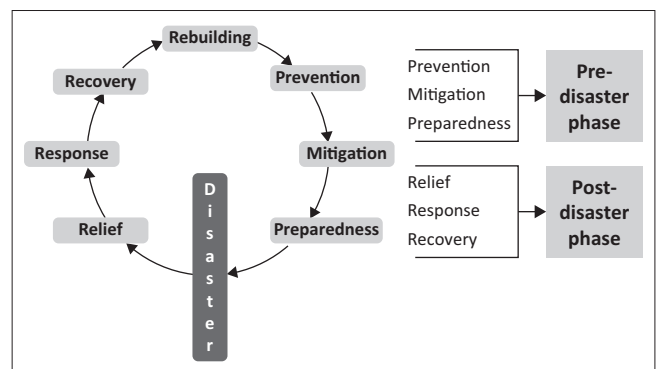 Rebuilding
Prevention
Mitigation
Preparedness
Disaster
Relief
Response
Recovery
Prevention
Mitigation
Preparedness
Pre-
disaster
phase
Relief
Response
Recovery
Post-
disaster
phase